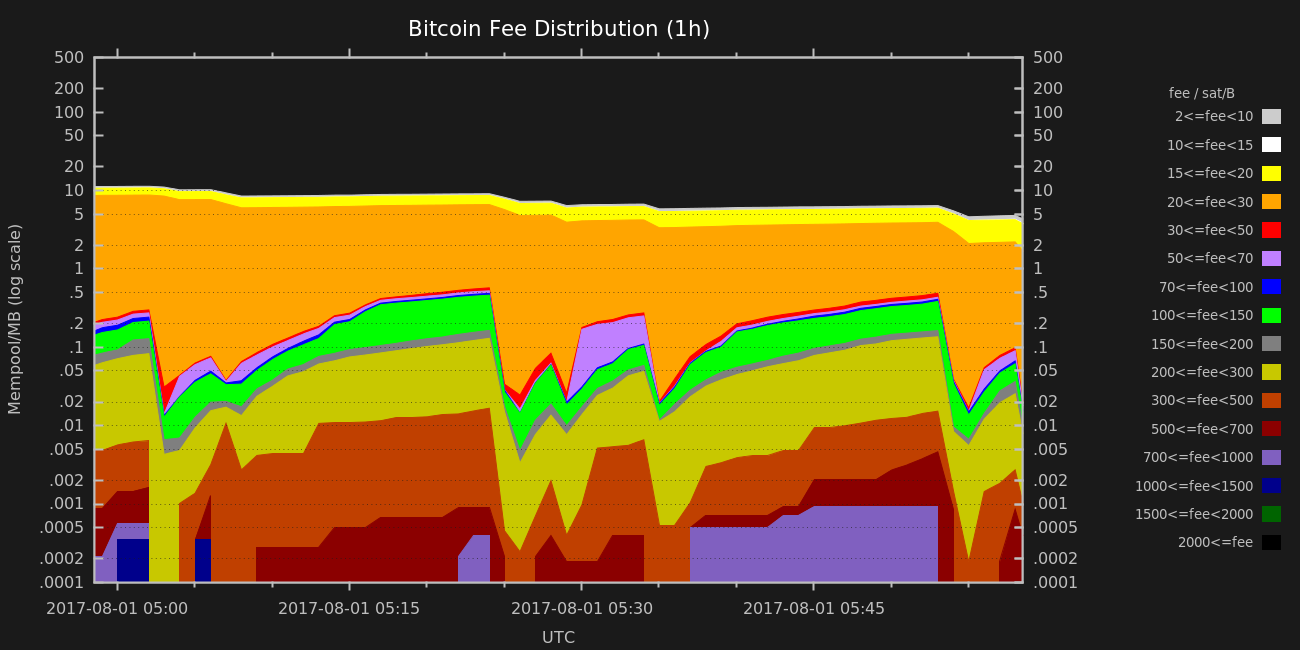 Bitcoin Fee Distribution (1h)
500
200
100
50
20
10
5
2
1
.5
.2
.1
.05
.02
.01
.005
.002
.001
.0005
.0002
.0001
Mempool/MB (log scale)
500
200
100
50
20
10
5
2
1
.5
.2
.1
.05
.02
.01
.005
.002
.001
.0005
.0002
.0001
2017-08-01 05:00 2017-08-01 05:15 2017-08-01 05:30 2017-08-01 05:45
UTC
fee / sat/B
2<=fee<10
10<=fee<15
15<=fee<20
20<=fee<30
30<=fee<50
50<=fee<70
70<=fee<100
100<=fee<150
150<=fee<200
200<=fee<300
300<=fee<500
500<=fee<700
700<=fee<1000
1000<=fee<1500
1500<=fee<2000
2000<=fee